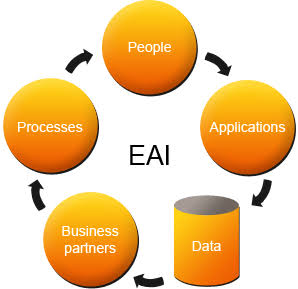 People
Processes
Applications
EAI
Business
partners
Data